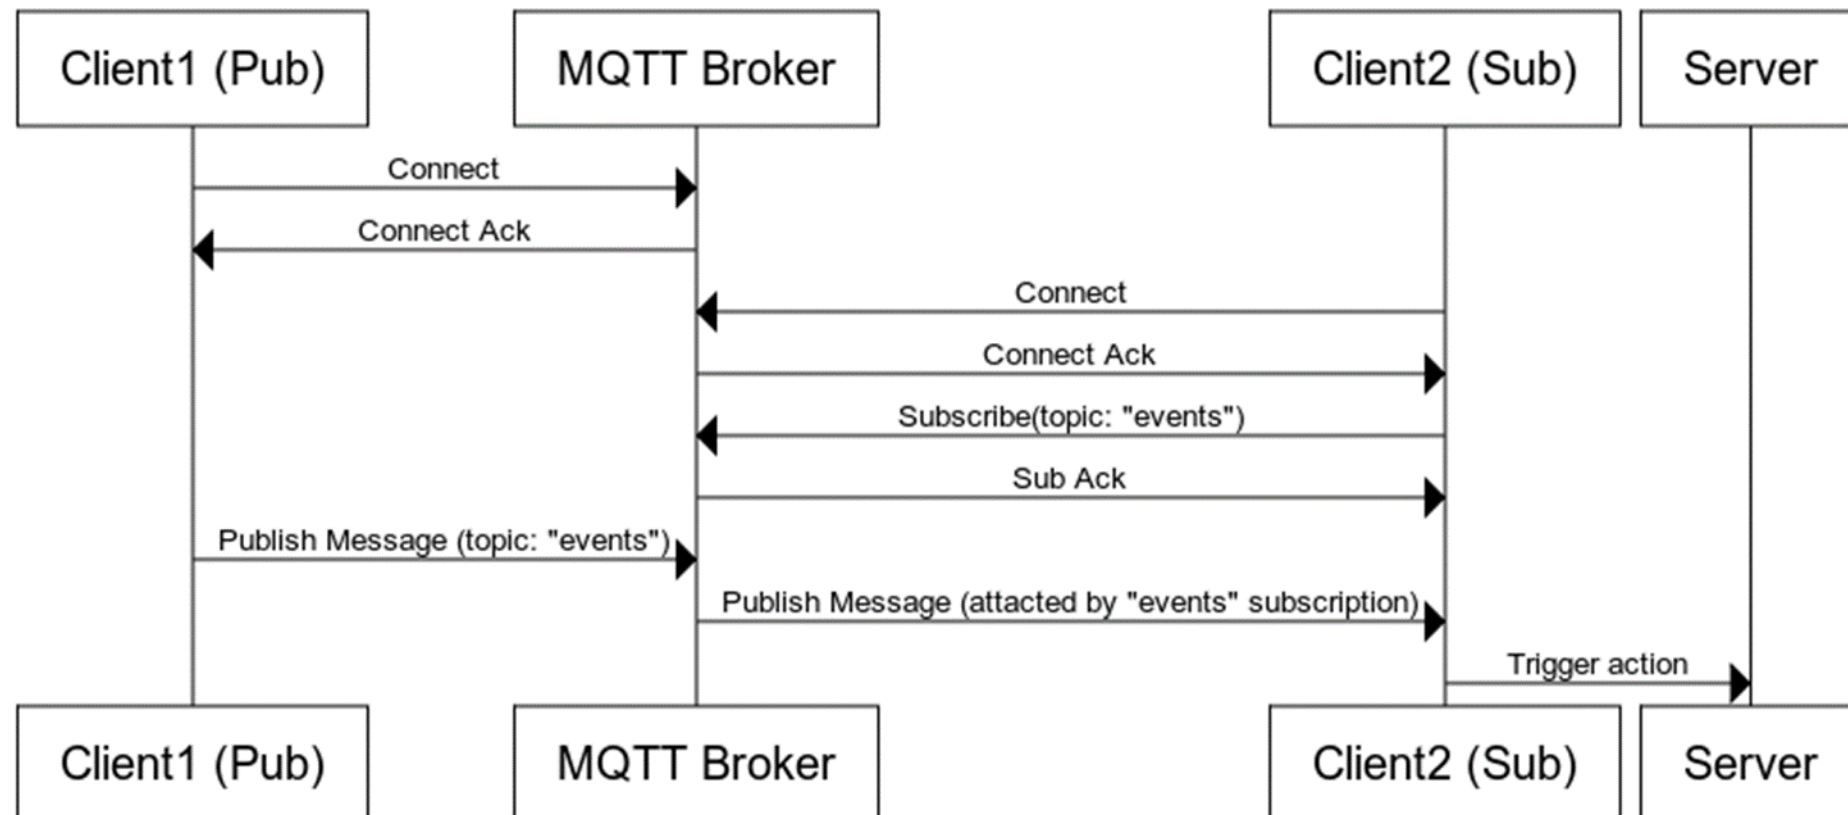 Client1 (Pub) MQTT Broker Client2 (Sub) Server
Connect
Connect Ack
Connect
Connect Ack
Subscribe(topic: "events")
Sub Ack
Publish Message (topic: "events")
Publish Message (attacted by "events" subscription)
Trigger action
Client1 (Pub) MQTT Broker Client2 (Sub) Server